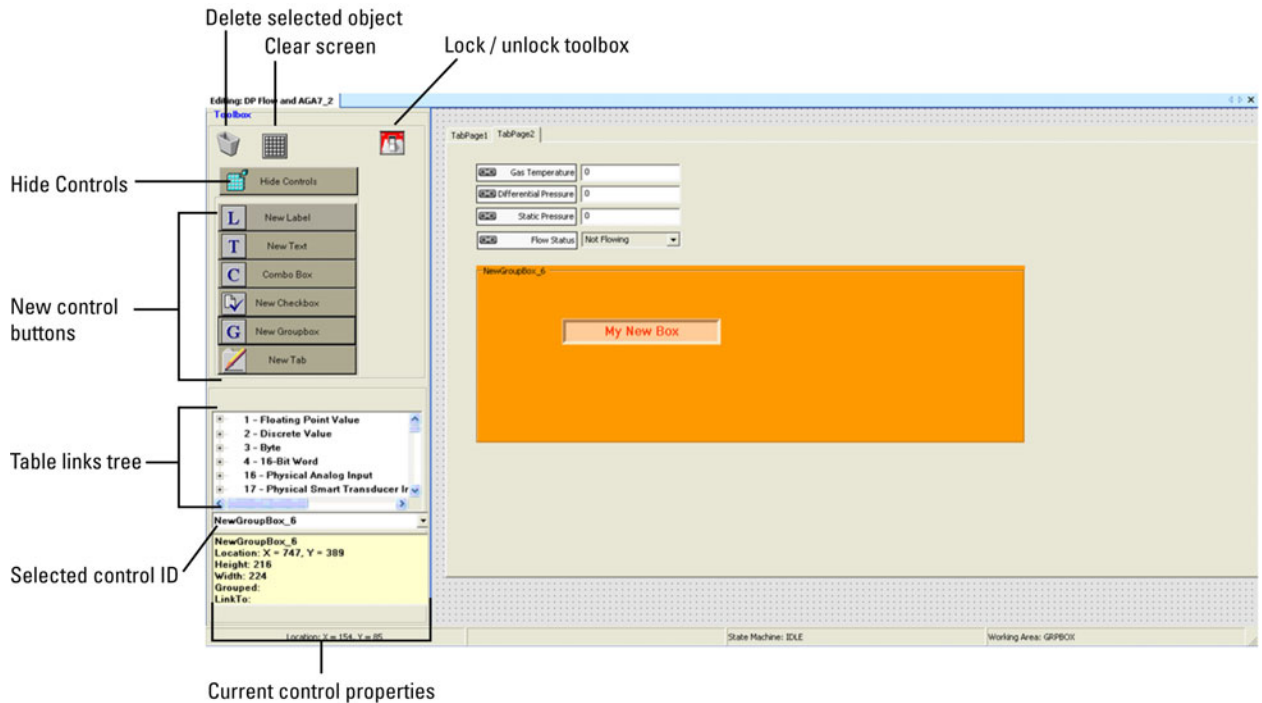 Delete selected object
Clear screen
Lock / unlock toolbox
Editing: DP Flow and AGA7_2
Toolbox
Hide Controls
Hide Controls
New control
buttons
L New Label
T New Text
C Combo Box
New Checkbox
G New Groupbox
New Tab
Table links tree
1 - Floating Point Value
2 - Discrete Value
3 - Byte
4 - 16-Bit Word
16 - Physical Analog Input
17 - Physical Smart Transducer Ir
NewGroupBox_6
Selected control ID
NewGroupBox_6
Location: X = 747, Y = 389
Height: 216
Width: 224
Grouped:
LinkTo:
TabPage1 TabPage2
Gas Temperature 0
Differential Pressure 0
Static Pressure 0
Flow Status Not Flowing
NewGroupBox_6
My New Box
Location: X = 154, Y = 85
State Machine: IDLE
Working Area: GRPBOX
Current control properties